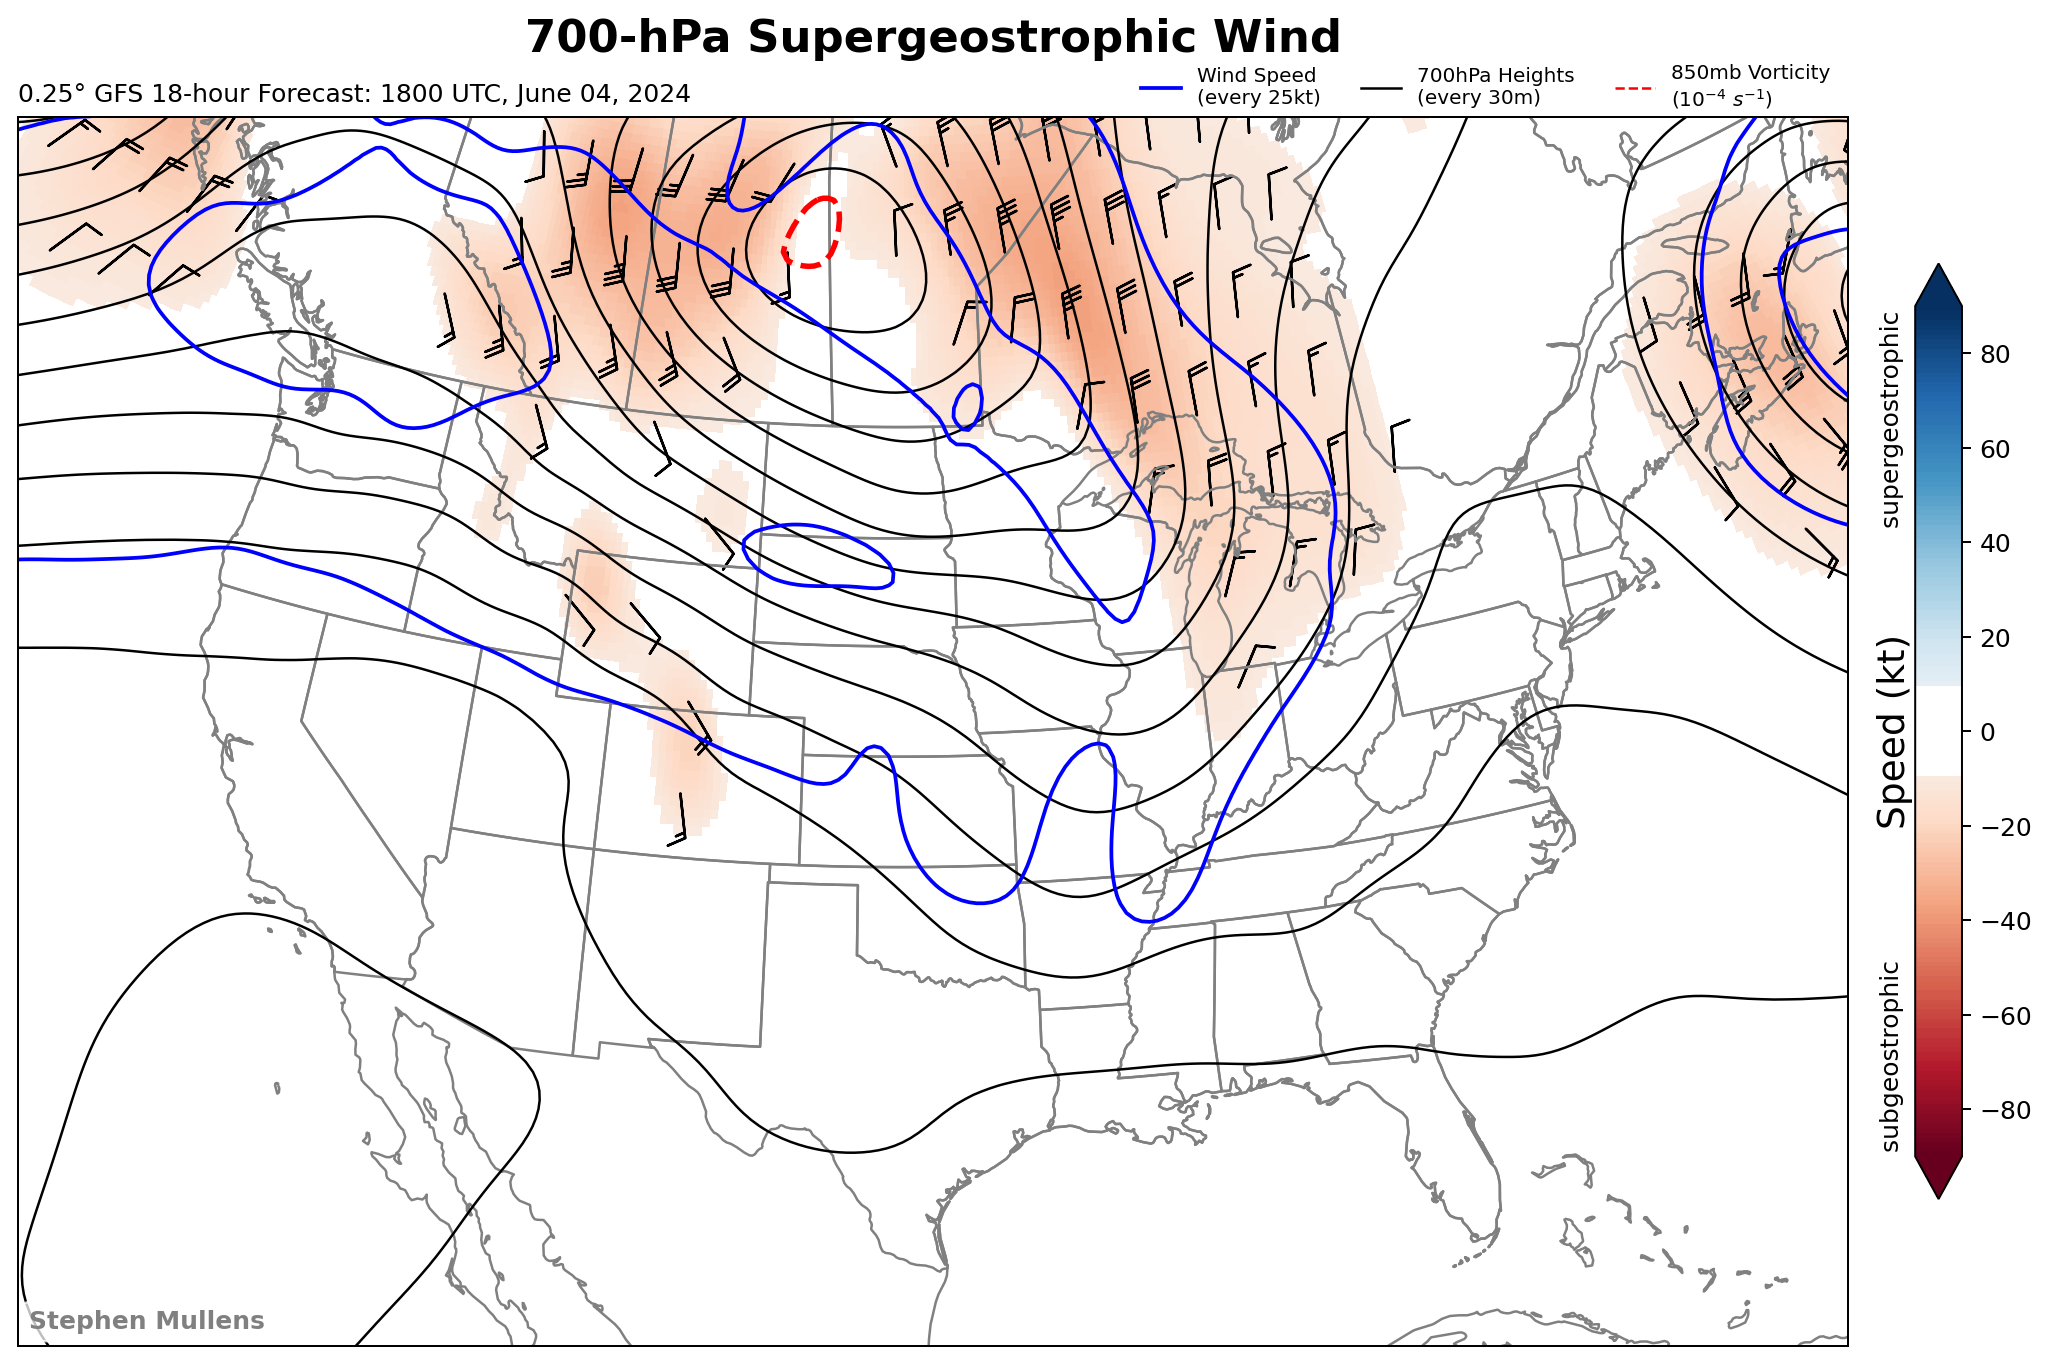 700-hPa Supergeostrophic Wind
0.25° GFS 18-hour Forecast: 1800 UTC, June 04, 2024
Wind Speed
(every 25kt)
700hPa Heights
(every 30m)
850mb Vorticity
(10⁻⁴ s⁻¹)
supergeostrophic
Speed (kt)
subgeostrophic
80
60
40
20
0
−20
−40
−60
−80
Stephen Mullens